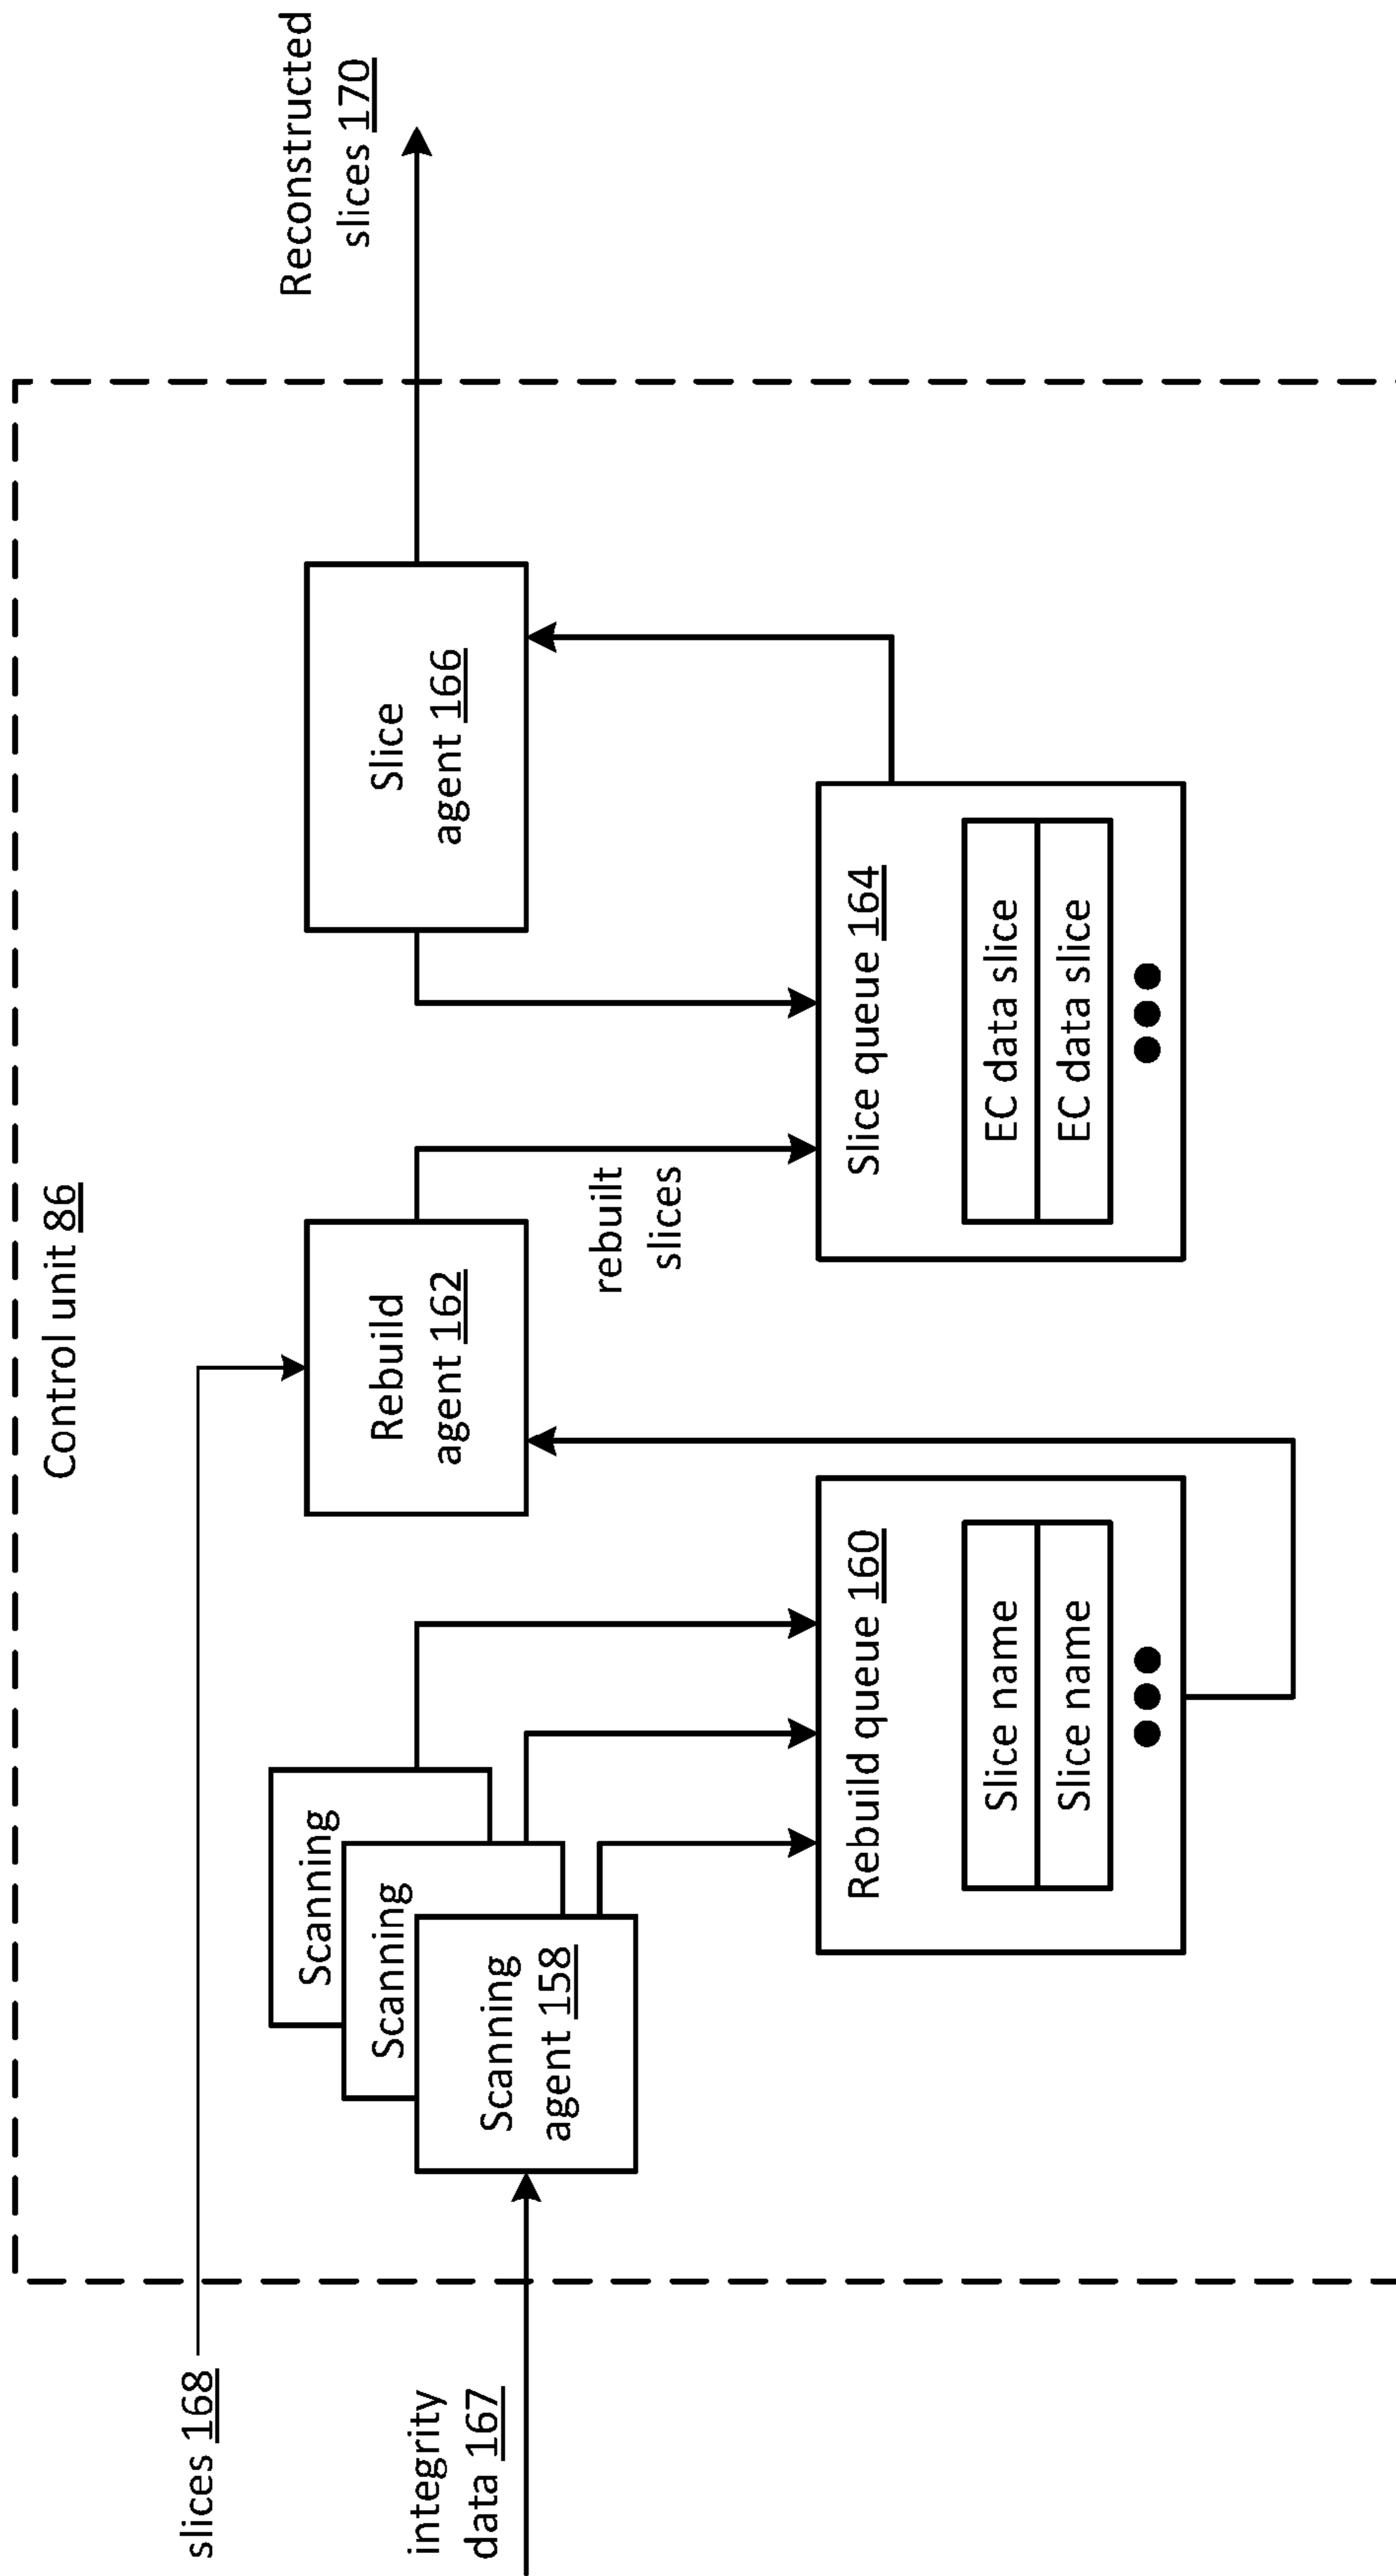 Control unit 86
slices 168
integrity
data 167
Scanning
Scanning
Scanning
agent 158
Rebuild queue 160
Slice name
Slice name
Rebuild
agent 162
rebuilt
slices
Slice queue 164
EC data slice
EC data slice
Slice
agent 166
Reconstructed
slices 170